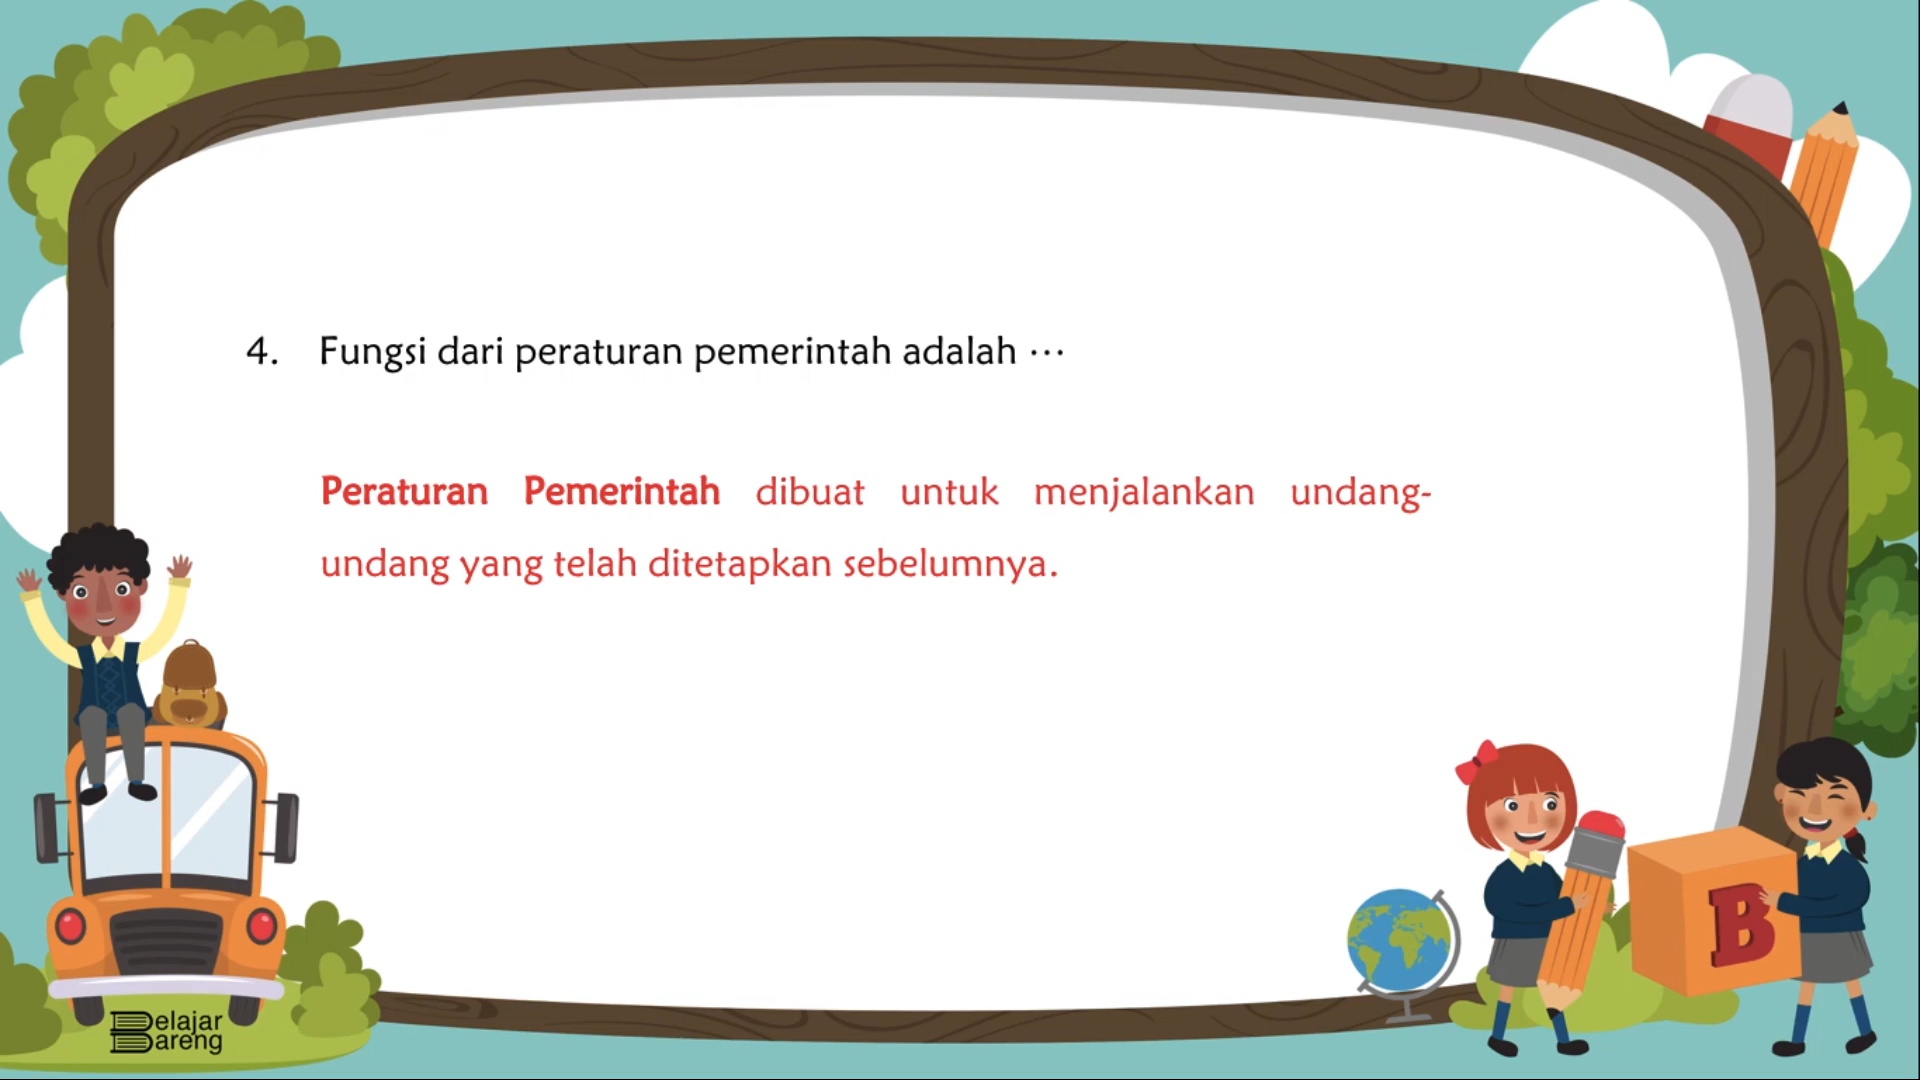 4. Fungsi dari peraturan pemerintah adalah ⋯
Peraturan Pemerintah dibuat untuk menjalankan undang-
undang yang telah ditetapkan sebelumnya.
B
Belajar
Bareng